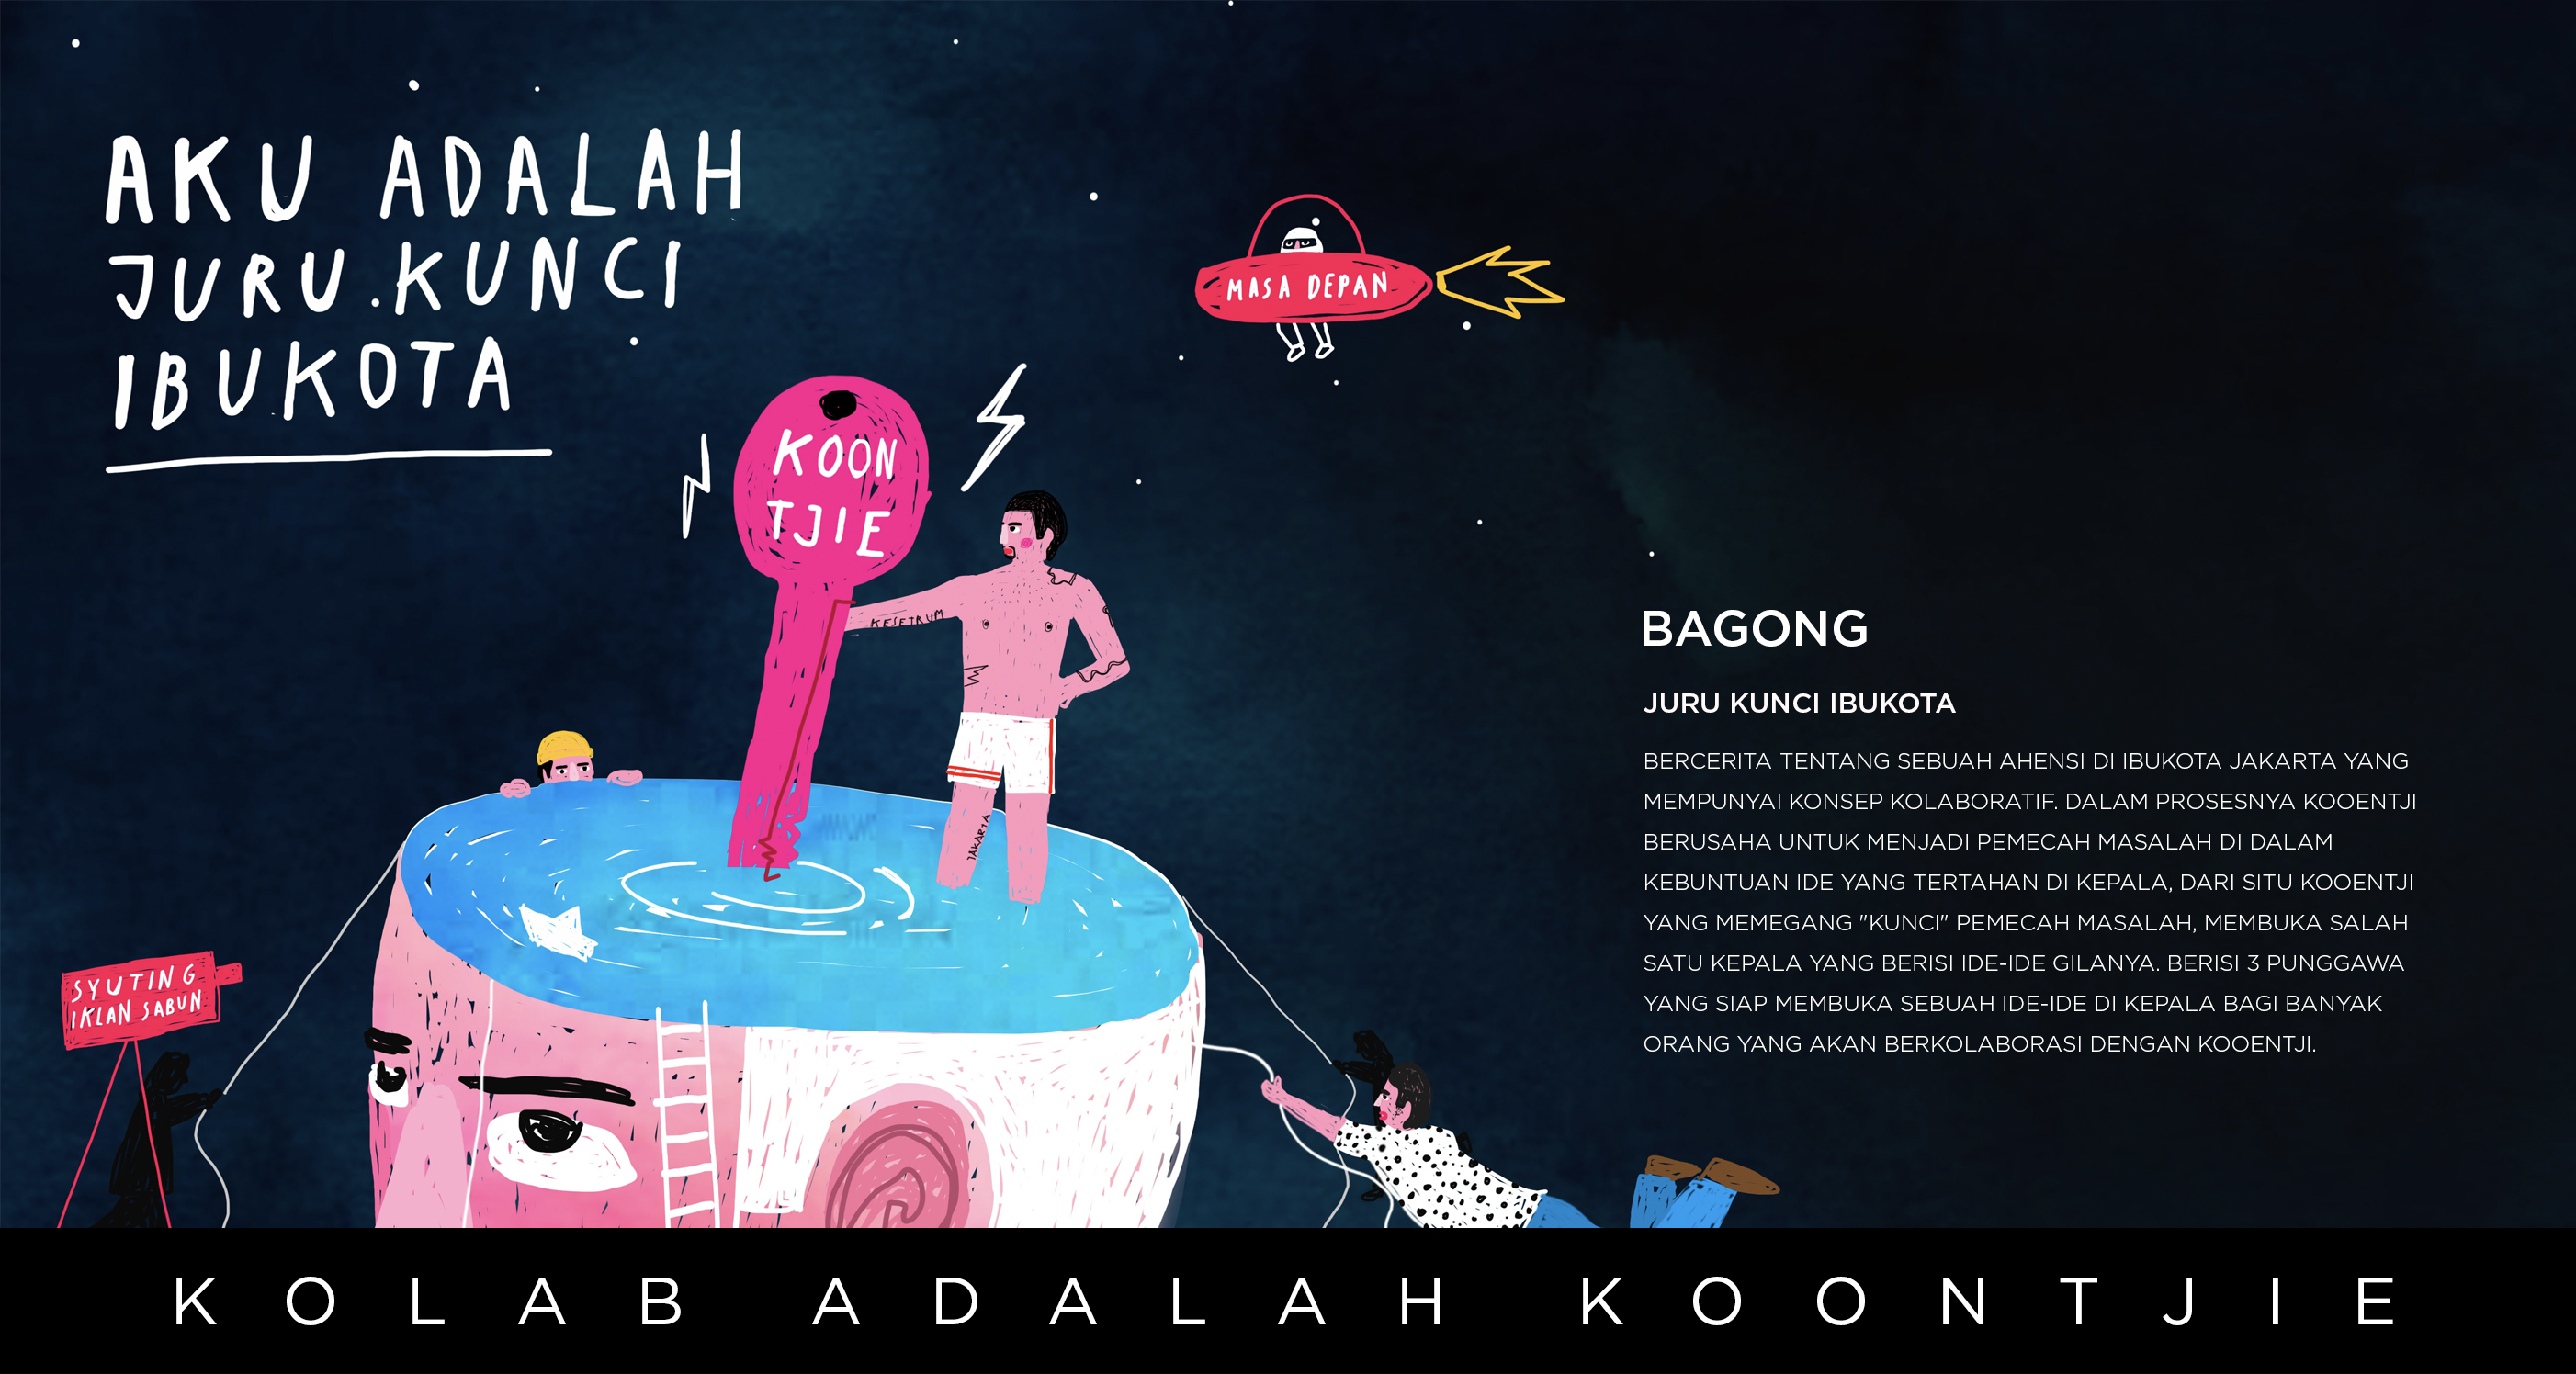 AKU ADALAH
JURU KUNCI
IBUKOTA
MASA DEPAN
KOON
TJIE
KESETRUM
JAKARTA
SYUTING
IKLAN SABUN
BAGONG
JURU KUNCI IBUKOTA
BERCERITA TENTANG SEBUAH AHENSI DI IBUKOTA JAKARTA YANG
MEMPUNYAI KONSEP KOLABORATIF. DALAM PROSESNYA KOOENTJI
BERUSAHA UNTUK MENJADI PEMECAH MASALAH DI DALAM
KEBUNTUAN IDE YANG TERTAHAN DI KEPALA, DARI SITU KOOENTJI
YANG MEMEGANG "KUNCI" PEMECAH MASALAH, MEMBUKA SALAH
SATU KEPALA YANG BERISI IDE-IDE GILANYA. BERISI 3 PUNGGAWA
YANG SIAP MEMBUKA SEBUAH IDE-IDE DI KEPALA BAGI BANYAK
ORANG YANG AKAN BERKOLABORASI DENGAN KOOENTJI.
KOLAB ADALAH KOONTJIE